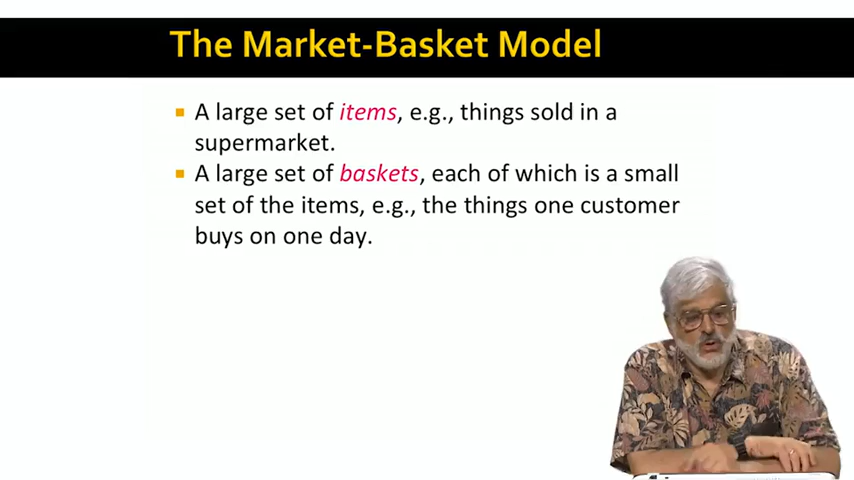 The Market-Basket Model
A large set of items, e.g., things sold in a
supermarket.
A large set of baskets, each of which is a small
set of the items, e.g., the things one customer
buys on one day.